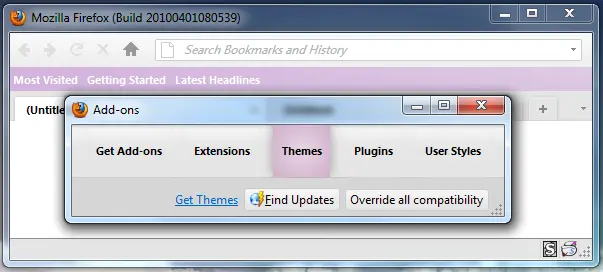 Mozilla Firefox (Build 20100401080539)
Search Bookmarks and History
Most Visited Getting Started Latest Headlines
(Untitle
Add-ons
Get Add-ons Extensions Themes Plugins User Styles
Get Themes Find Updates Override all compatibility
S